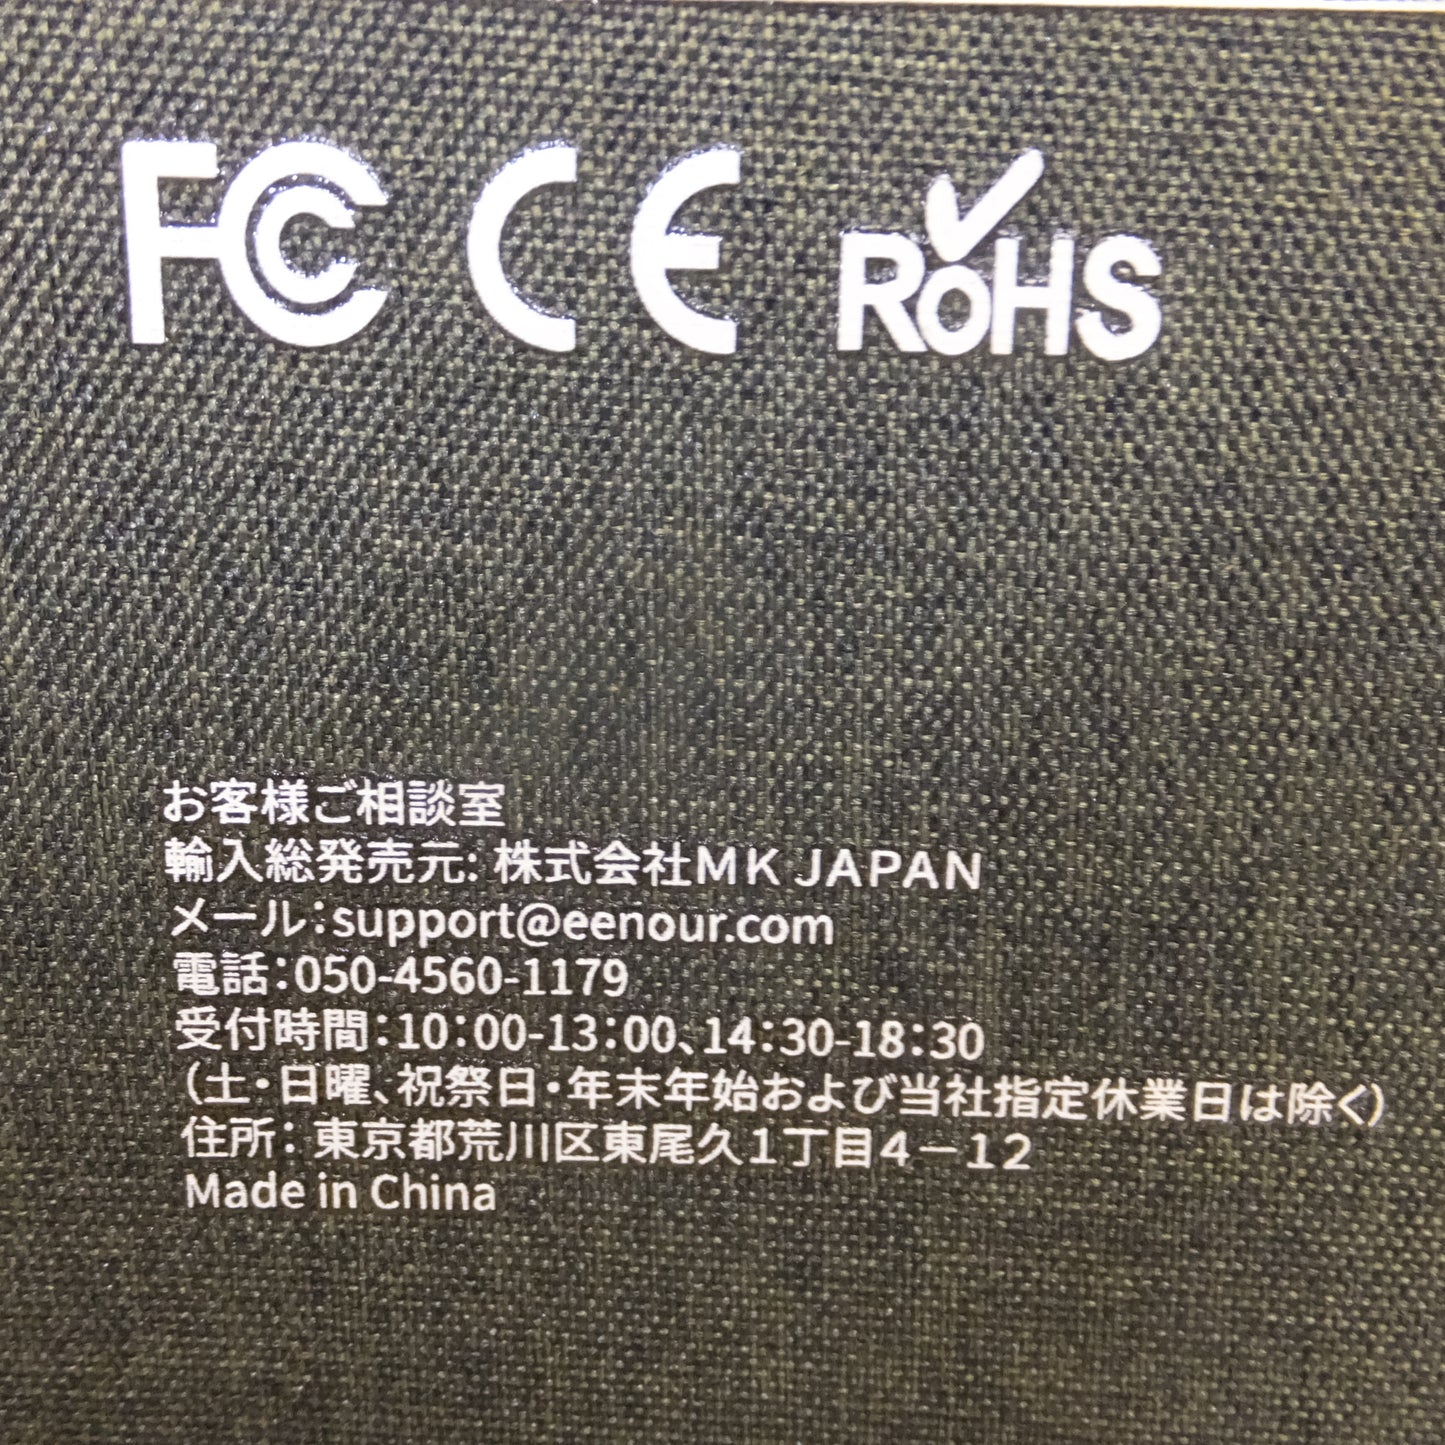 FCC CE RoHS
お客様ご相談室
輸入総発売元: 株式会社MK JAPAN
メール:support@eenour.com
電話:050-4560-1179
受付時間:10:00-13:00、14:30-18:30
(土・日曜、祝祭日・年末年始および当社指定休業日は除く)
住所: 東京都荒川区東尾久1丁目4－12
Made in China